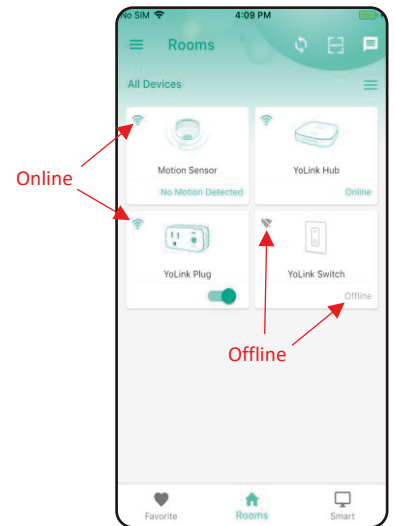 No SIM 4:09 PM
Rooms
All Devices
Motion Sensor
No Motion Detected
YoLink Hub
Online
Online
YoLink Plug
YoLink Switch
Offline
Offline
Favorite
Rooms
Smart